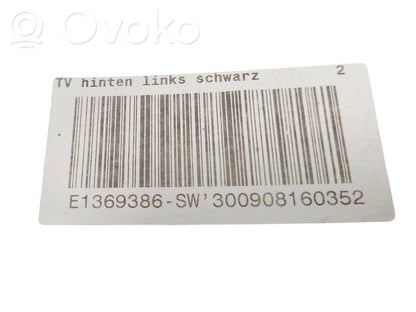 Ovoko
TV hinten links schwarz 2
E1369386-SW'300908160352